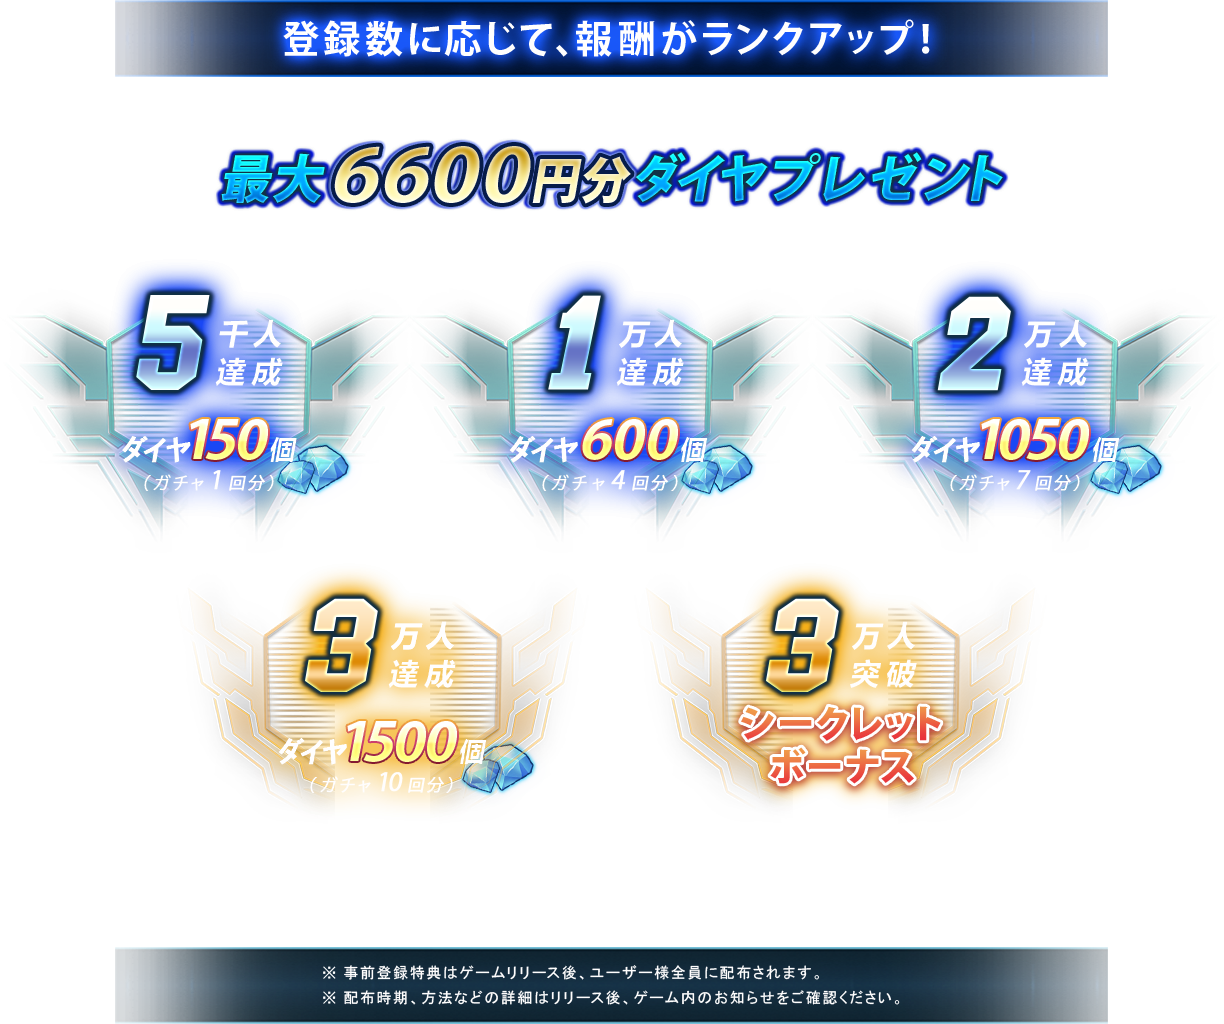 登録数に応じて、報酬がランクアップ!
最大6600円分ダイヤプレゼント
5千人達成
ダイヤ150個
(ガチャ1回分)
1万人達成
ダイヤ600個
(ガチャ4回分)
2万人達成
ダイヤ1050個
(ガチャ7回分)
3万人達成
ダイヤ1500個
(ガチャ10回分)
3万人突破
シークレット
ボーナス
※ 事前登録特典はゲームリリース後、ユーザー様全員に配布されます。
※ 配布時期、方法などの詳細はリリース後、ゲーム内のお知らせをご確認ください。